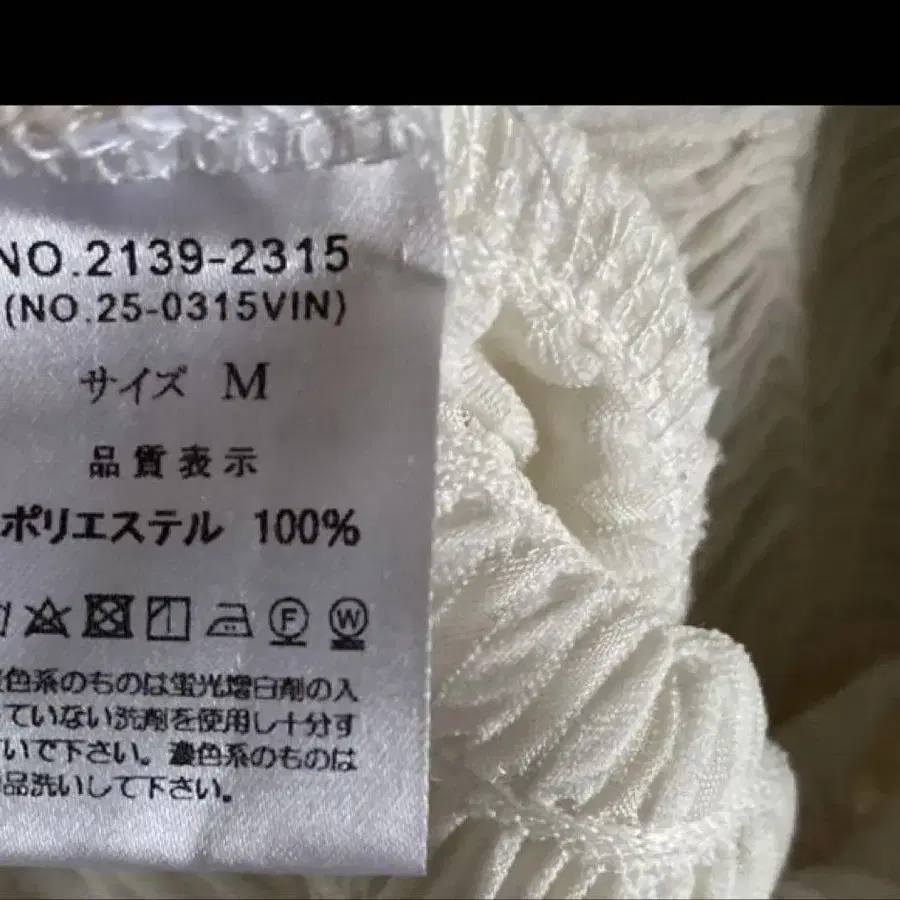 NO.2139-2315
(NO.25-0315VIN)
サイズ M
品質表示
ポリエステル 100%
F W
色系のものは蛍光増白剤の入
ていない洗剤を使用し十分す
いで下さい。濃色系のものは
品洗いして下さい。